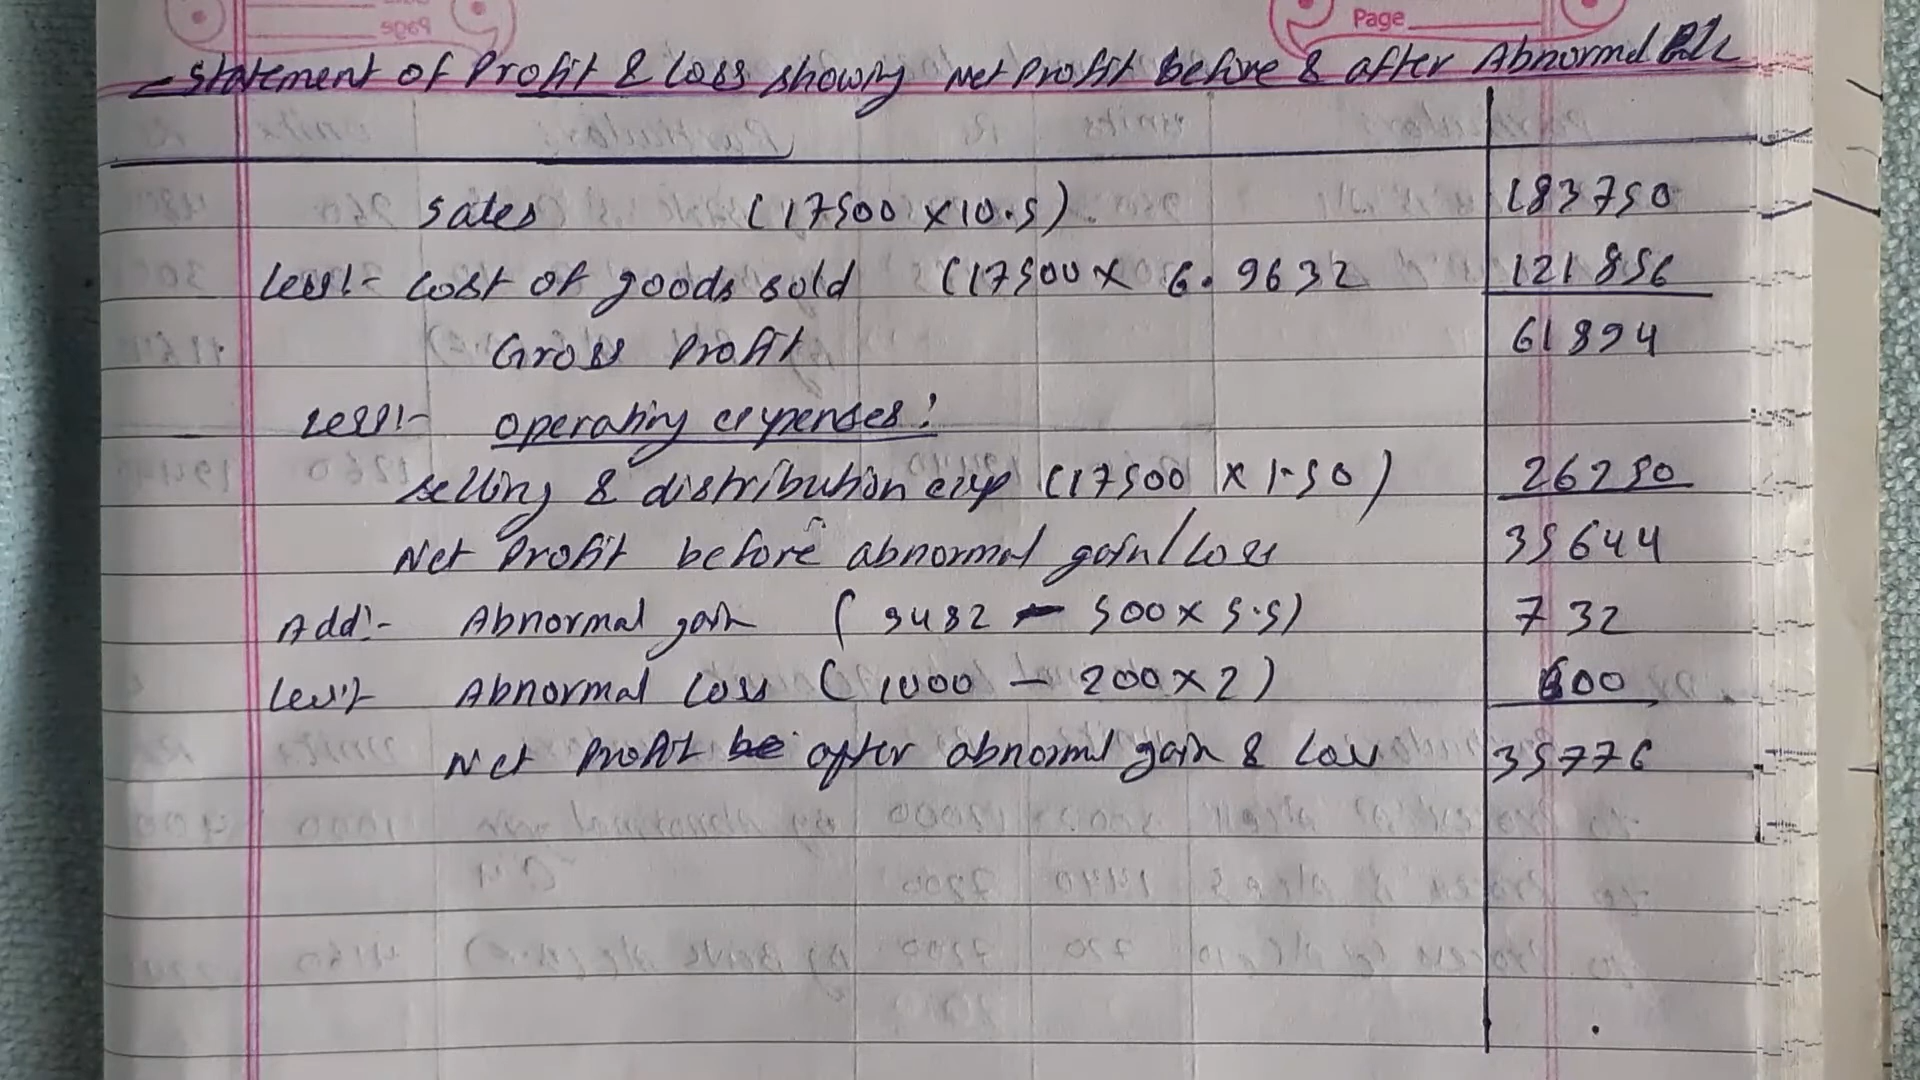 Page
Statement of Profit & Loss showing Net Profit before & after Abnormal
Sales (17500 x 10.5) 183750
Less:- Cost of goods sold (17500 x 6.9632 121856
Gross Profit 61894
Less:- Operating expenses:
Selling & distribution exp (17500 x 1.50) 26250
Net Profit before abnormal gain/Loss 35644
Add:- Abnormal gain (3482 - 500 x 5.5) 732
Less:- Abnormal Loss (1000 - 200 x 2) 600
Net Profit after abnormal gain & Loss 35776